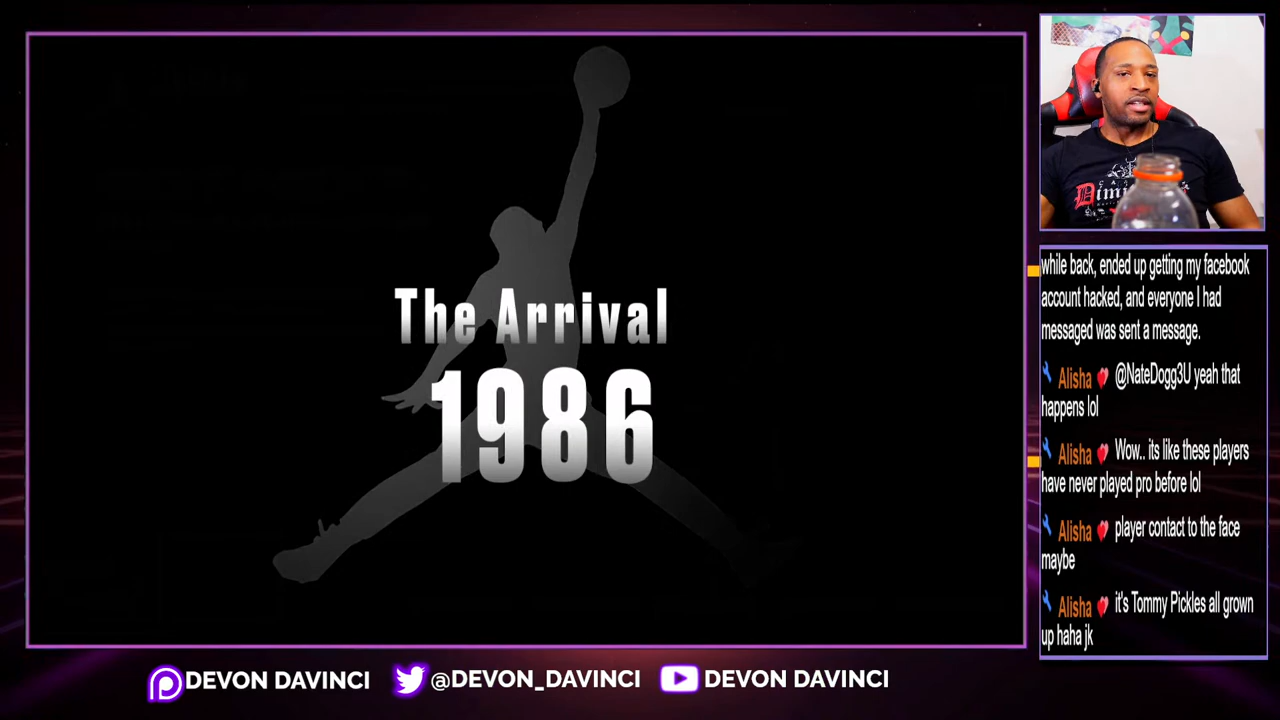 The Arrival
1986
while back, ended up getting my facebook
account hacked, and everyone I had
messaged was sent a message.
Alisha @NateDogg3U yeah that
happens lol
Alisha Wow.. its like these players
have never played pro before lol
Alisha player contact to the face
maybe
Alisha it's Tommy Pickles all grown
up haha jk
DEVON DAVINCI @DEVON_DAVINCI DEVON DAVINCI